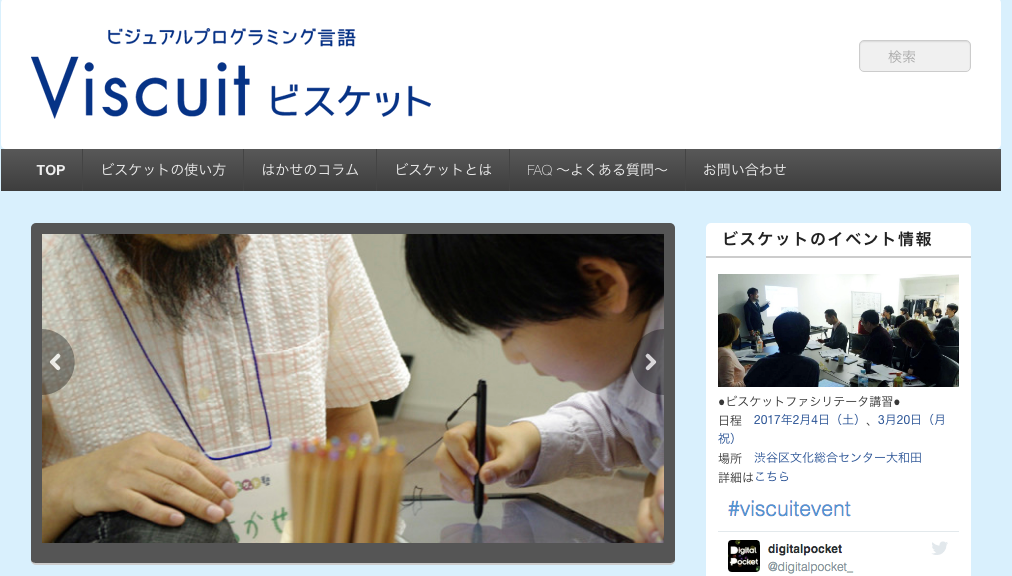 ビジュアルプログラミング言語
Viscuit ビスケット
検索
TOP ビスケットの使い方 はかせのコラム ビスケットとは FAQ 〜よくある質問〜 お問い合わせ
ビスケットのイベント情報
●ビスケットファシリテータ講習●
日程 2017年2月4日（土）、3月20日（月
祝）
場所 渋谷区文化総合センター大和田
詳細はこちら
#viscuitevent
Digital
Pocket
digitalpocket
@digitalpocket_
かせ